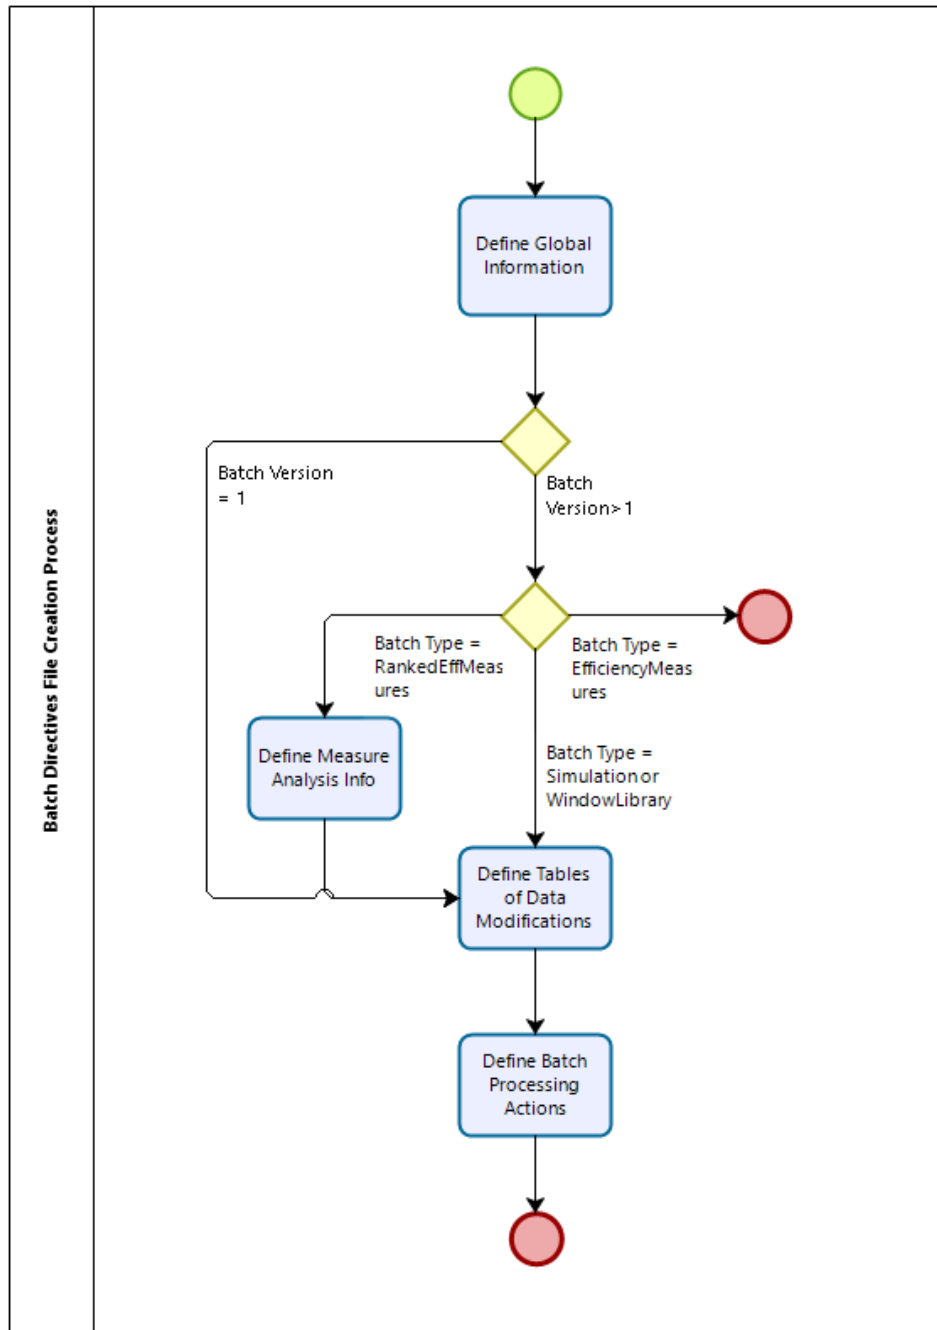 Batch Directives File Creation Process
Define Global
Information
Batch Version
= 1
Batch
Version>1
Batch Type =
RankedEffMeas
ures
Batch Type =
EfficiencyMeas
ures
Define Measure
Analysis Info
Batch Type =
Simulation or
WindowLibrary
Define Tables
of Data
Modifications
Define Batch
Processing
Actions